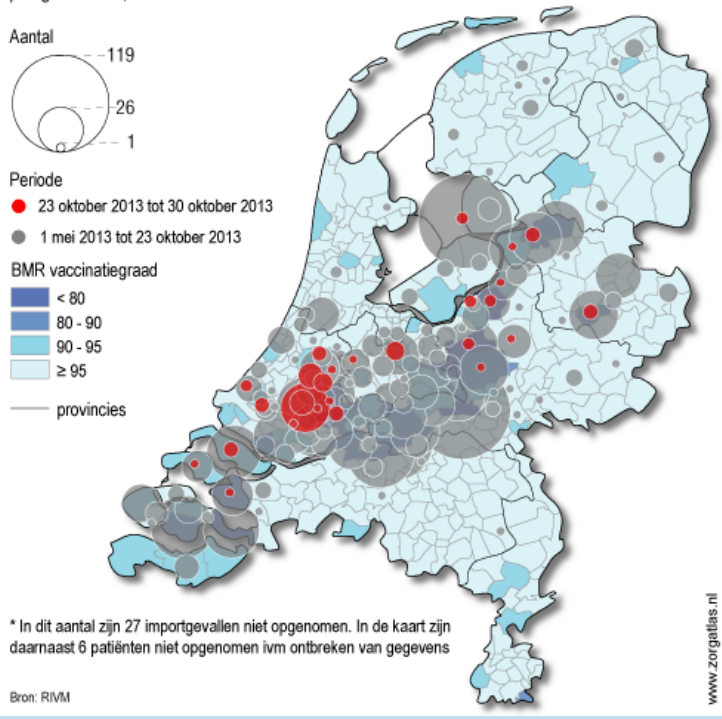 Aantal
119
26
1
Periode
23 oktober 2013 tot 30 oktober 2013
1 mei 2013 tot 23 oktober 2013
BMR vaccinatiegraad
< 80
80 - 90
90 - 95
≥ 95
provincies
* In dit aantal zijn 27 importgevallen niet opgenomen. In de kaart zijn
daarnaast 6 patiënten niet opgenomen ivm ontbreken van gegevens
Bron: RIVM
www.zorgatlas.nl